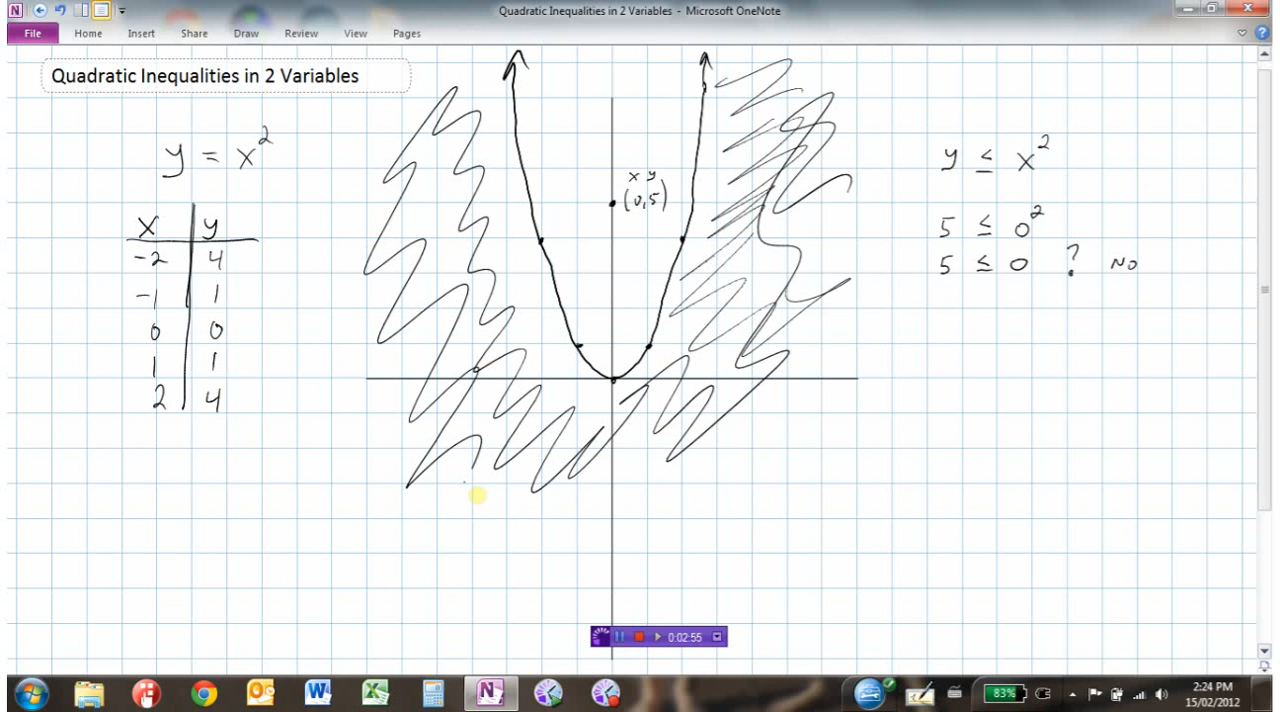 Quadratic Inequalities in 2 Variables - Microsoft OneNote
File Home Insert Share Draw Review View Pages
Quadratic Inequalities in 2 Variables
y = x²
x y
-2 4
-1 1
0 0
1 1
2 4
x y
(0,5)
y ≤ x²
5 ≤ 0²
5 ≤ 0 ? NO
0:02:55
83%
2:24 PM
15/02/2012